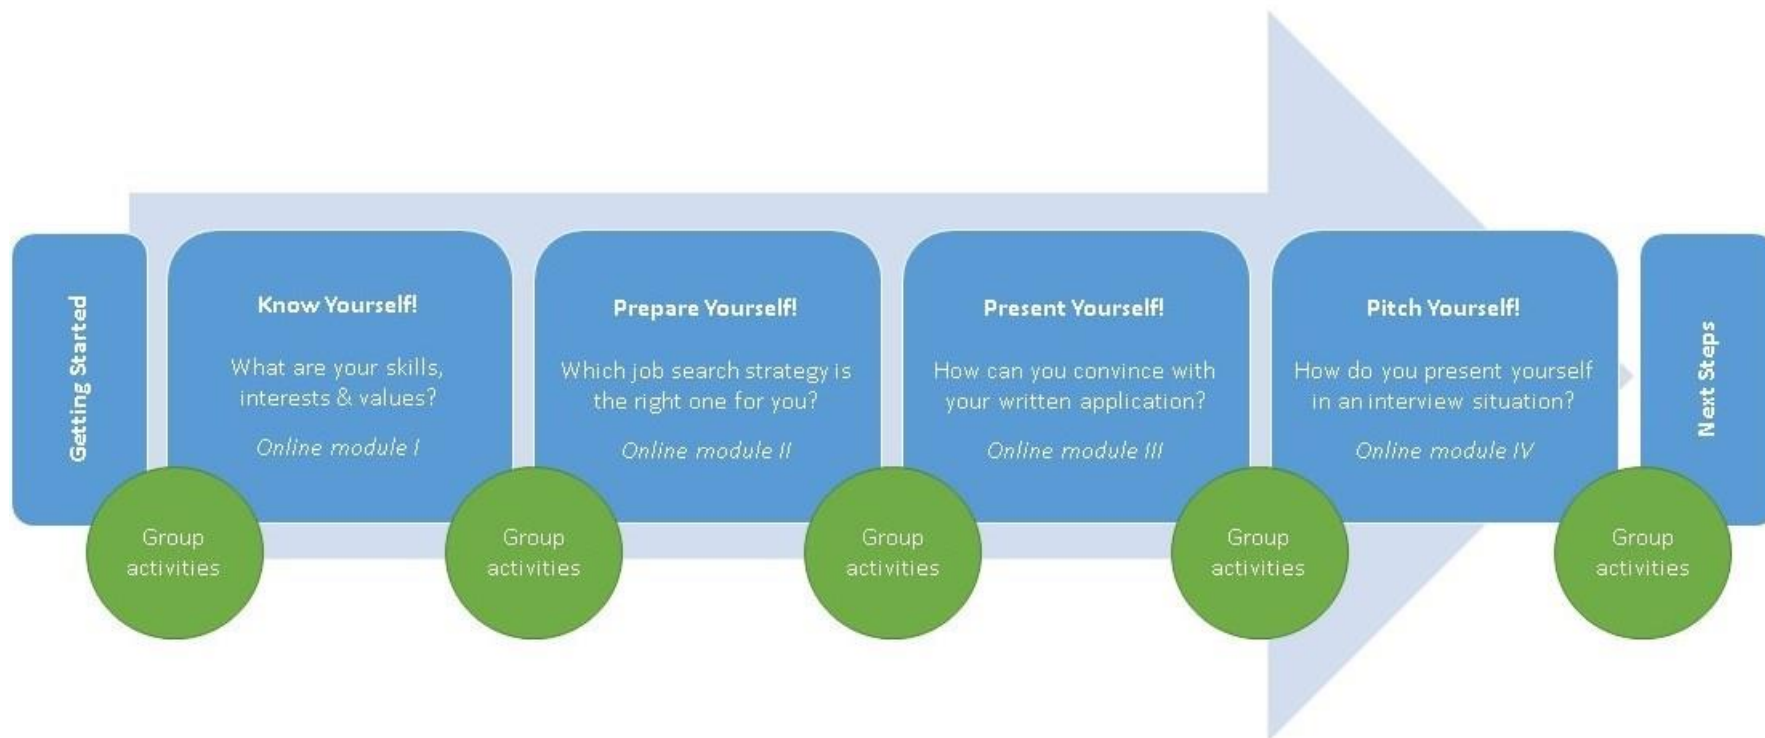 Getting Started
Know Yourself!
What are your skills,
interests & values?
Online module I
Prepare Yourself!
Which job search strategy is
the right one for you?
Online module II
Present Yourself!
How can you convince with
your written application?
Online module III
Pitch Yourself!
How do you present yourself
in an interview situation?
Online module IV
Next Steps
Group
activities
Group
activities
Group
activities
Group
activities
Group
activities